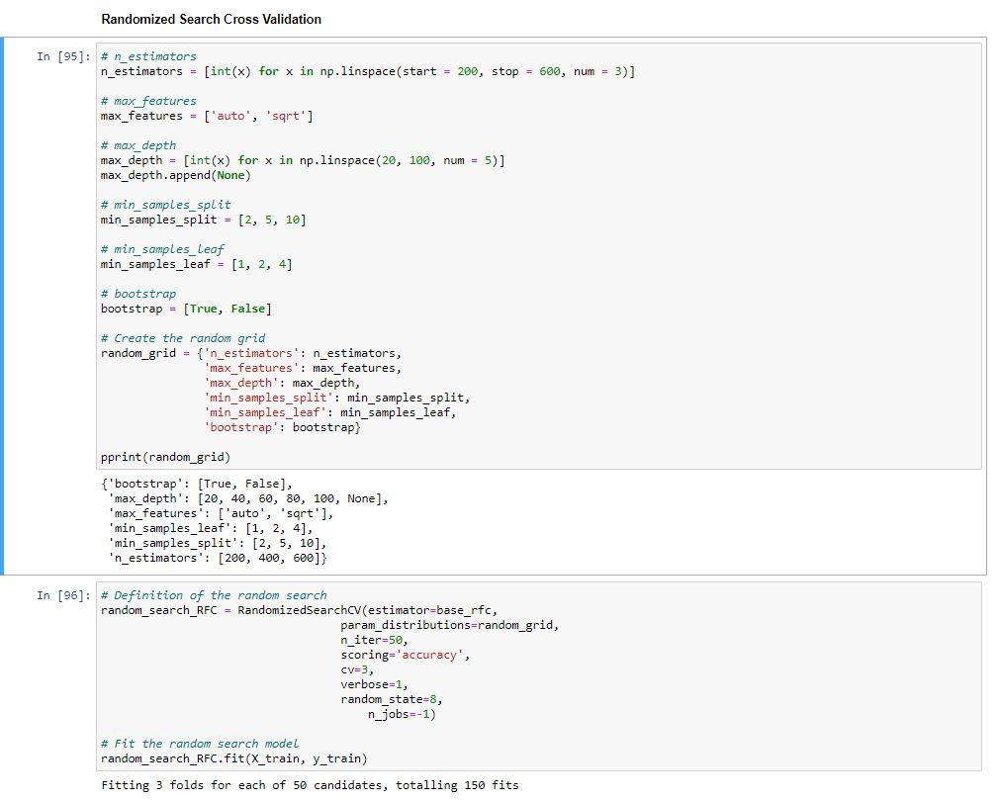 Randomized Search Cross Validation
In [95]: # n_estimators
n_estimators = [int(x) for x in np.linspace(start = 200, stop = 600, num = 3)]
# max_features
max_features = ['auto', 'sqrt']
# max_depth
max_depth = [int(x) for x in np.linspace(20, 100, num = 5)]
max_depth.append(None)
# min_samples_split
min_samples_split = [2, 5, 10]
# min_samples_leaf
min_samples_leaf = [1, 2, 4]
# bootstrap
bootstrap = [True, False]
# Create the random grid
random_grid = {'n_estimators': n_estimators,
'max_features': max_features,
'max_depth': max_depth,
'min_samples_split': min_samples_split,
'min_samples_leaf': min_samples_leaf,
'bootstrap': bootstrap}
pprint(random_grid)
{'bootstrap': [True, False],
'max_depth': [20, 40, 60, 80, 100, None],
'max_features': ['auto', 'sqrt'],
'min_samples_leaf': [1, 2, 4],
'min_samples_split': [2, 5, 10],
'n_estimators': [200, 400, 600]}
In [96]: # Definition of the random search
random_search_RFC = RandomizedSearchCV(estimator=base_rfc,
param_distributions=random_grid,
n_iter=50,
scoring='accuracy',
cv=3,
verbose=1,
random_state=8,
n_jobs=-1)
# Fit the random search model
random_search_RFC.fit(X_train, y_train)
Fitting 3 folds for each of 50 candidates, totalling 150 fits